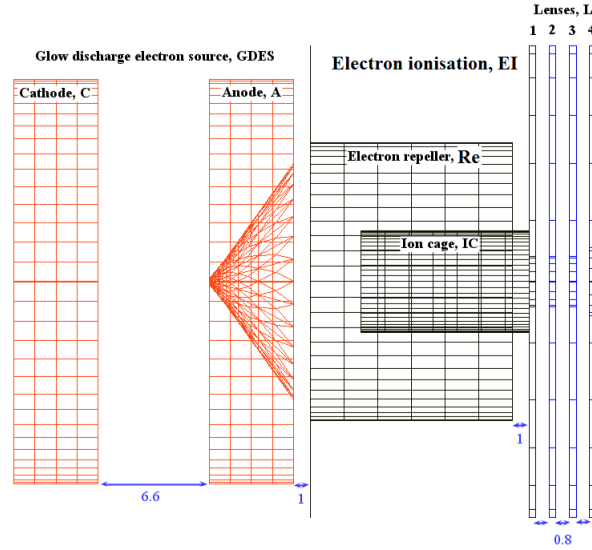 Lenses, L
1 2 3 4
Glow discharge electron source, GDES
Electron ionisation, EI
Cathode, C
Anode, A
Electron repeller, Re
Ion cage, IC
6.6
1
1
0.8